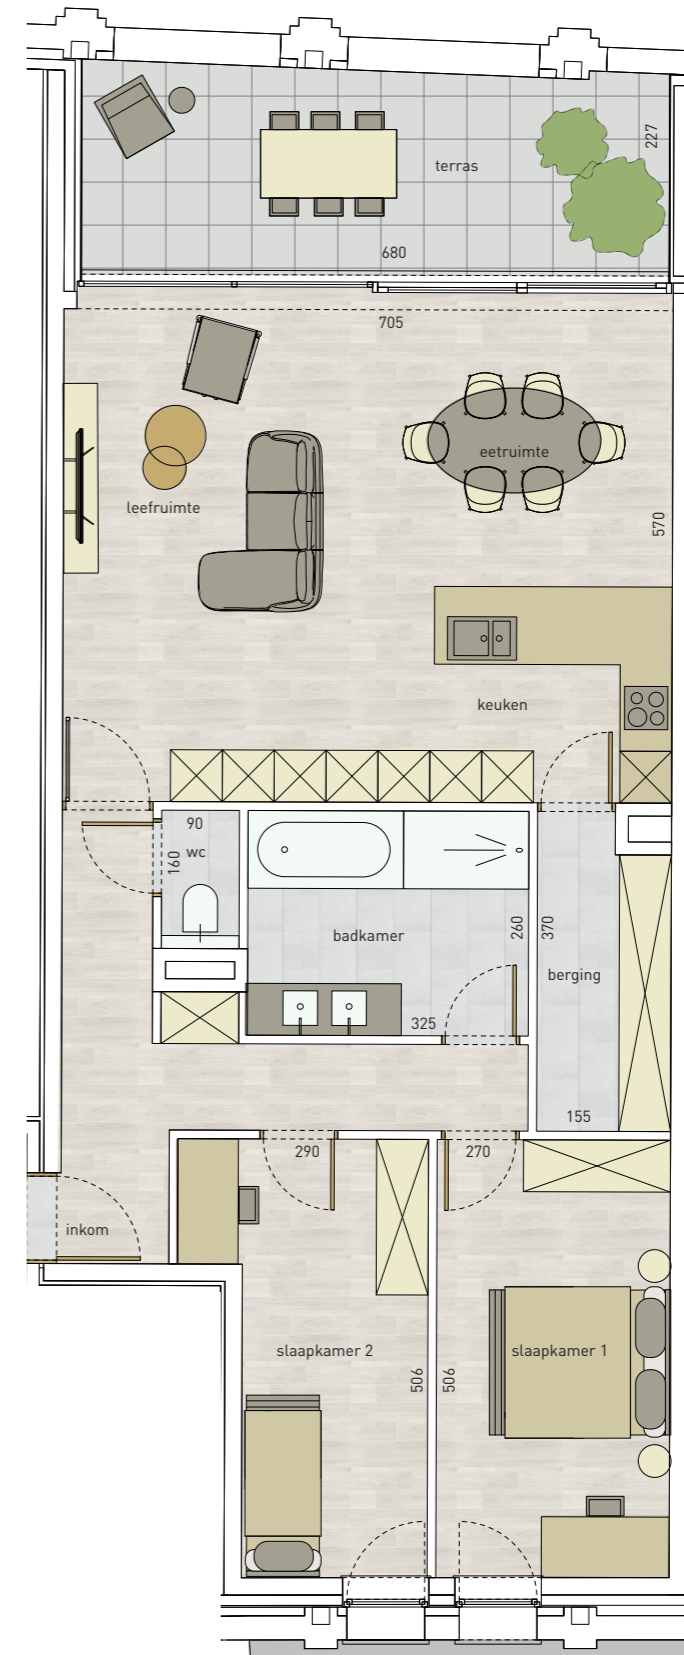 227
terras
680
705
eetruimte
leefruimte
570
keuken
90
wc
160
badkamer
260
370
berging
325
155
290
270
inkom
slaapkamer 2
slaapkamer 1
506
506